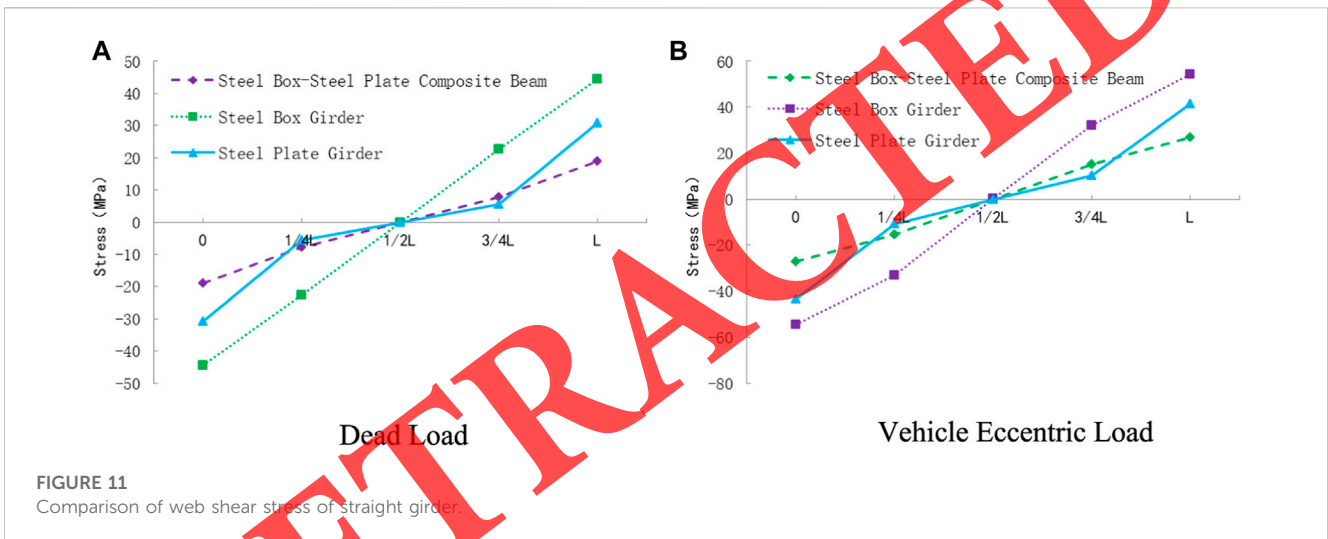 A
50
40
30
20
10
0
-10
-20
-30
-40
-50
Stress (MPa)
Steel Box-Steel Plate Composite Beam
Steel Box Girder
Steel Plate Girder
0
1/4L
1/2L
3/4L
L
Dead Load
B
60
40
20
0
-20
-40
-60
-80
Stress (MPa)
Steel Box-Steel Plate Composite Beam
Steel Box Girder
Steel Plate Girder
0
1/4L
1/2L
3/4L
L
Vehicle Eccentric Load
FIGURE 11
Comparison of web shear stress of straight girder.
ETRACTED